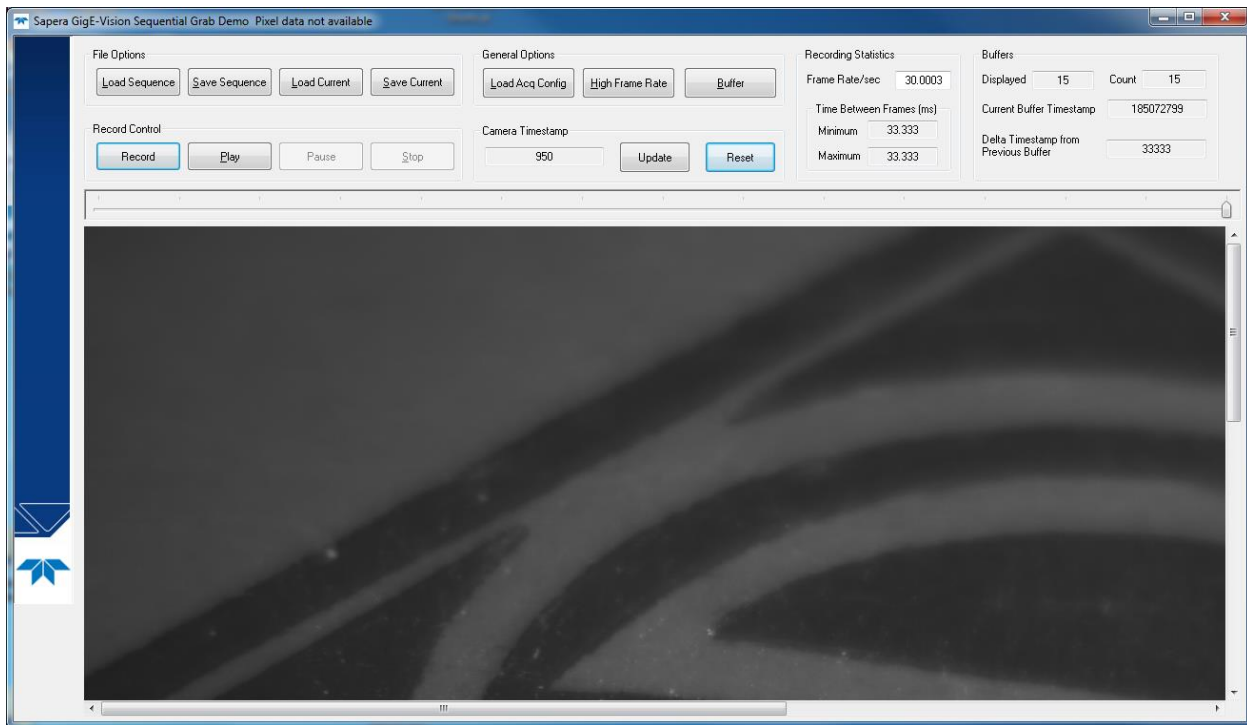 Sapera GigE-Vision Sequential Grab Demo Pixel data not available
File Options
Load Sequence Save Sequence Load Current Save Current
General Options
Load Acq Config High Frame Rate Buffer
Recording Statistics
Frame Rate/sec 30.0003
Time Between Frames (ms)
Minimum 33.333
Maximum 33.333
Buffers
Displayed 15 Count 15
Current Buffer Timestamp 185072799
Delta Timestamp from
Previous Buffer 33333
Record Control
Record Play Pause Stop
Camera Timestamp
950 Update Reset